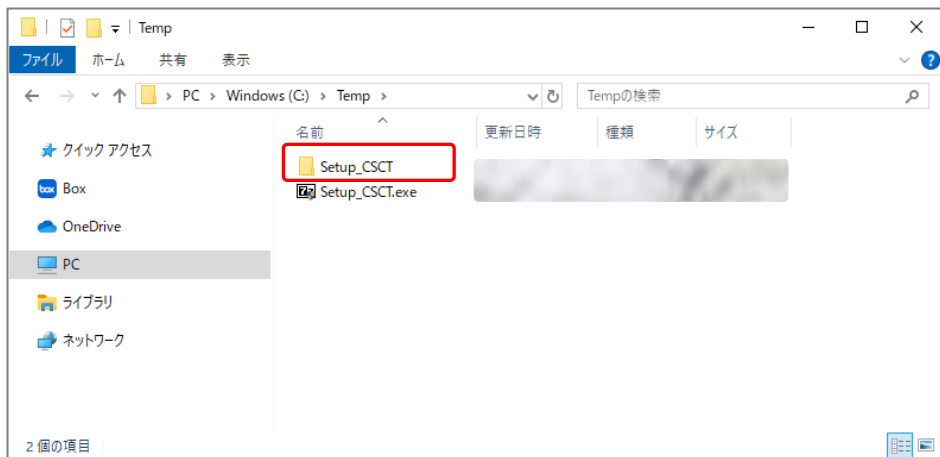 Temp
ファイル ホーム 共有 表示
PC Windows (C:) Temp Tempの検索
名前 更新日時 種類 サイズ
クイック アクセス
Setup_CSCT
Setup_CSCT.exe
box Box
OneDrive
PC
ライブラリ
ネットワーク
2 個の項目